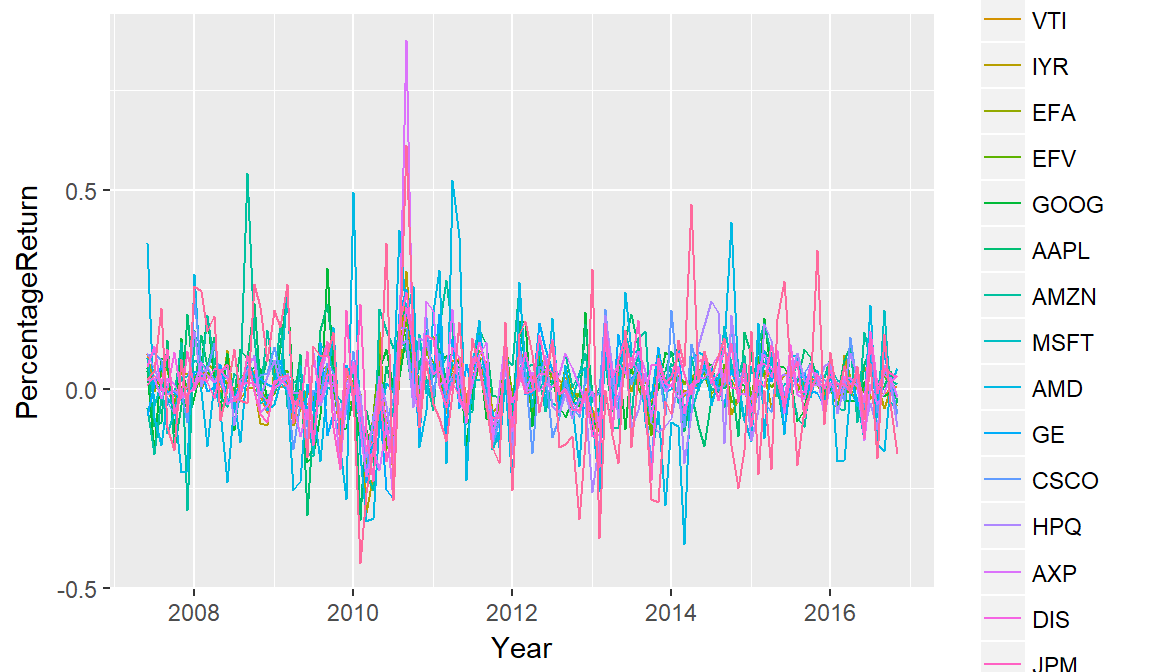 PercentageReturn
0.5
0.0
-0.5
2008
2010
2012
2014
2016
Year
VTI
IYR
EFA
EFV
GOOG
AAPL
AMZN
MSFT
AMD
GE
CSCO
HPQ
AXP
DIS
JPM